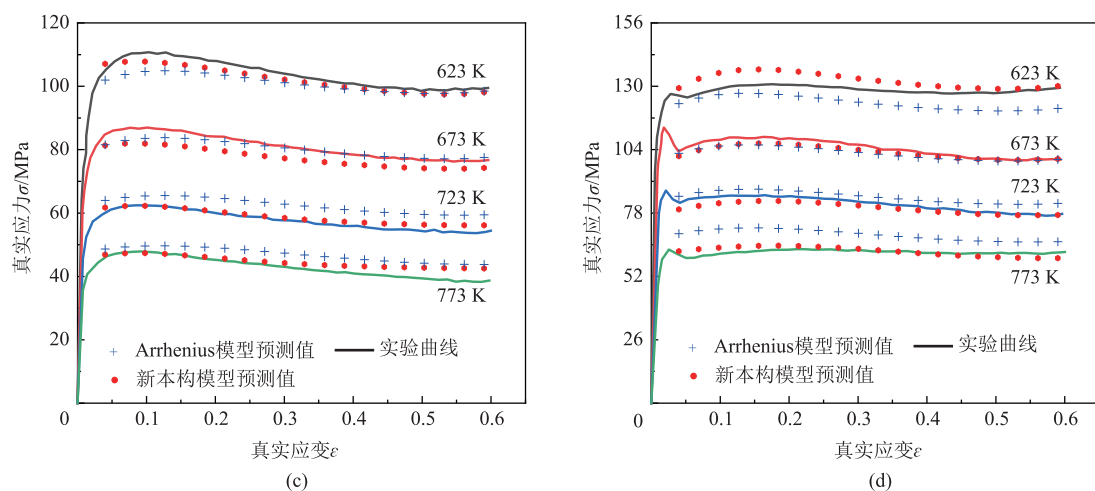 120
100
80
60
40
20
0
0.1
0.2
0.3
0.4
0.5
0.6
真实应力σ/MPa
真实应变ε
623 K
673 K
723 K
773 K
Arrhenius模型预测值
实验曲线
新本构模型预测值
(c)
156
130
104
78
52
26
0
0.1
0.2
0.3
0.4
0.5
0.6
真实应力σ/MPa
真实应变ε
623 K
673 K
723 K
773 K
Arrhenius模型预测值
实验曲线
新本构模型预测值
(d)